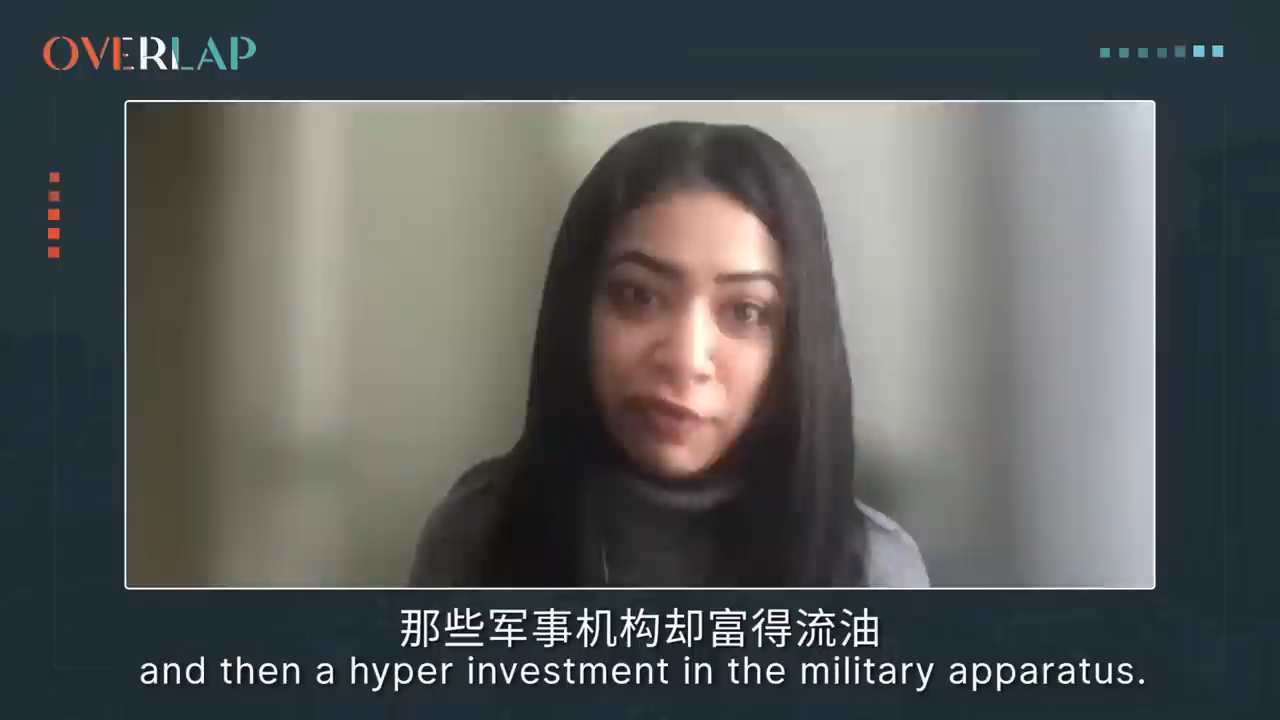 OVERLAP
那些军事机构却富得流油
and then a hyper investment in the military apparatus.